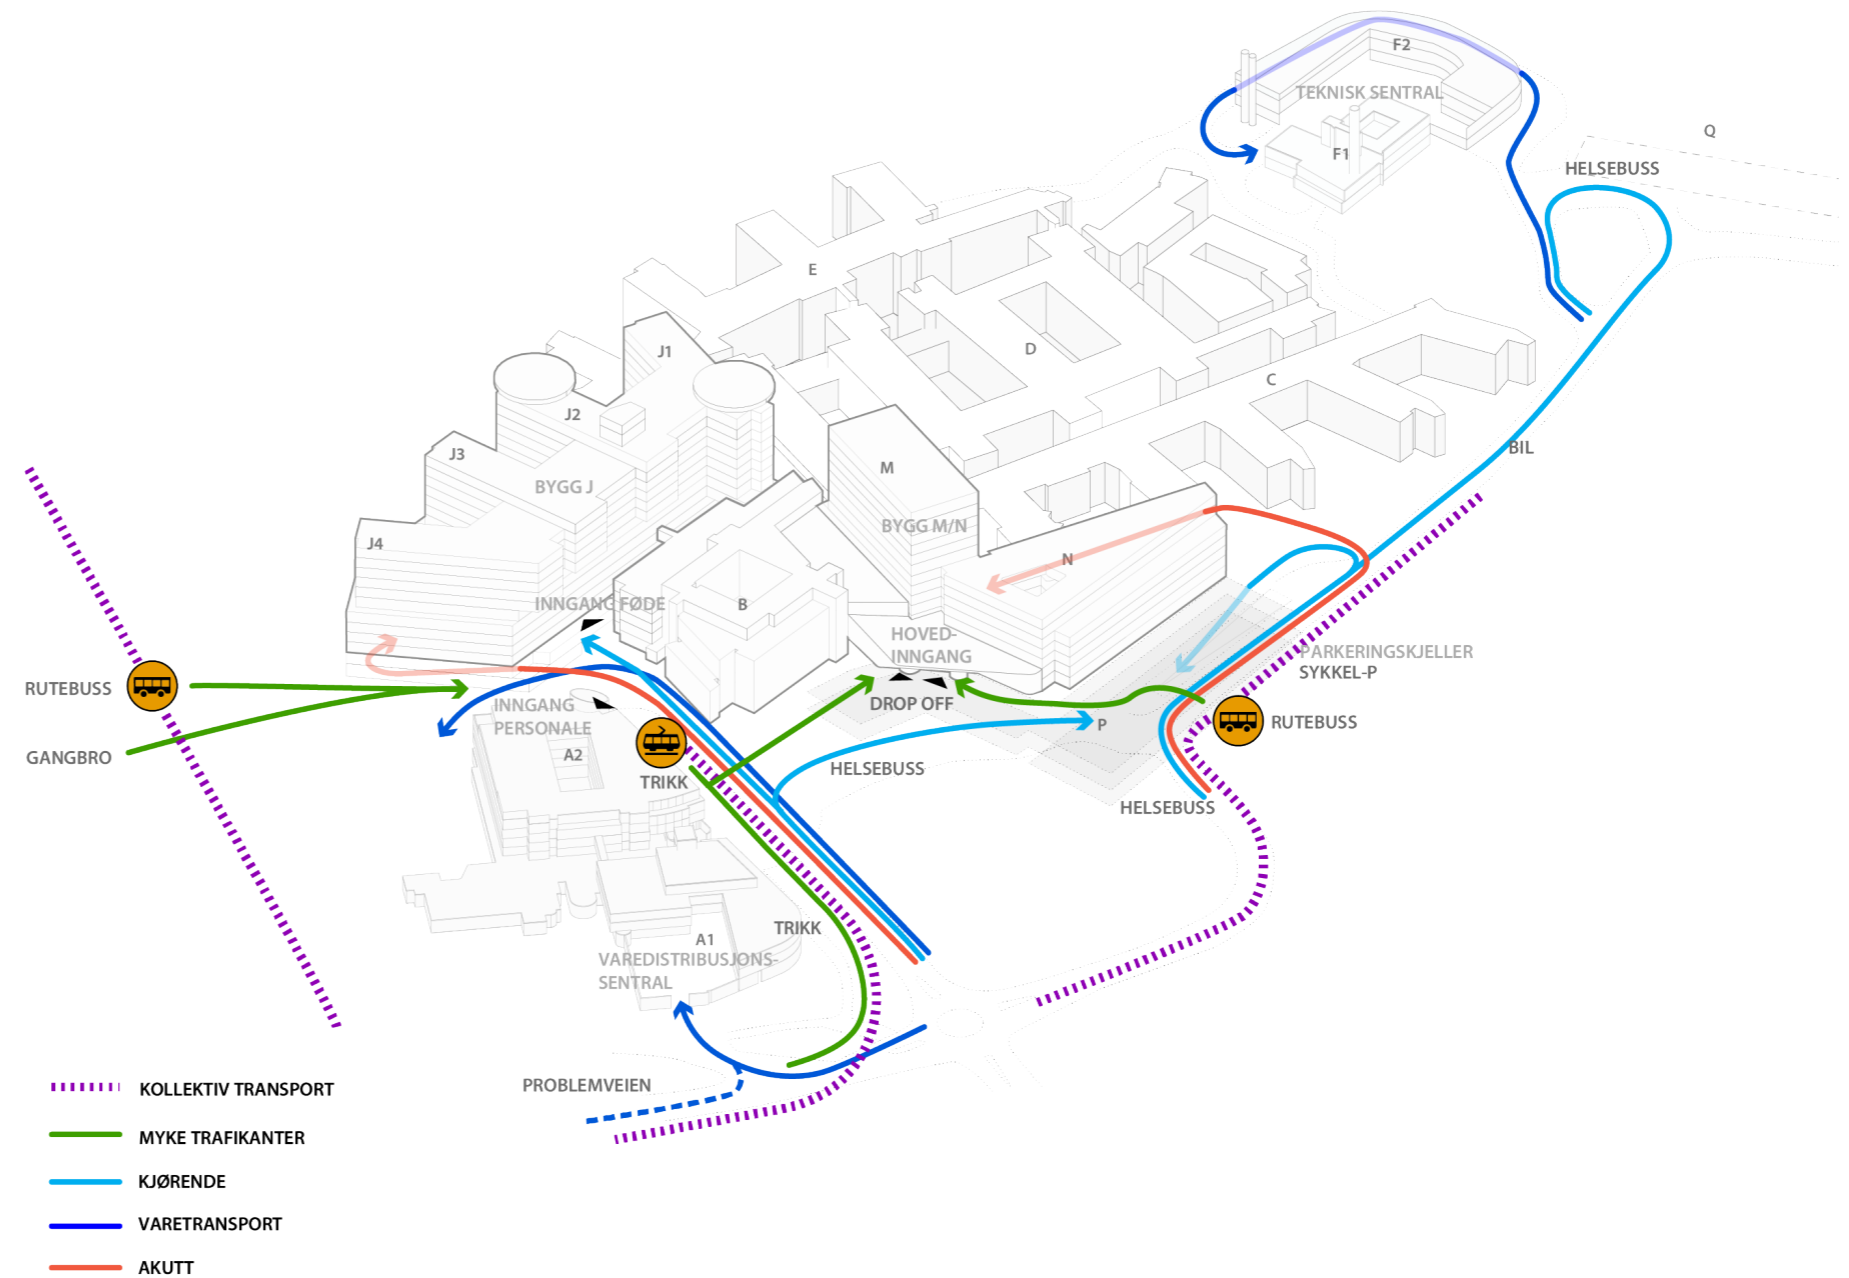 F2
TEKNISK SENTRAL
F1
Q
HELSEBUSS
E
J1
D
C
J2
J3
BIL
M
BYGG J
BYGG M/N
J4
N
INNGANG FØDE
B
HOVED-
INNGANG
PARKERINGSKJELLER
SYKKEL-P
RUTEBUSS
INNGANG
PERSONALE
DROP OFF
P
RUTEBUSS
GANGBRO
A2
TRIKK
HELSEBUSS
HELSEBUSS
TRIKK
A1
VAREDISTRIBUSJONS-
SENTRAL
PROBLEMVEIEN
KOLLEKTIV TRANSPORT
MYKE TRAFIKANTER
KJØRENDE
VARETRANSPORT
AKUTT